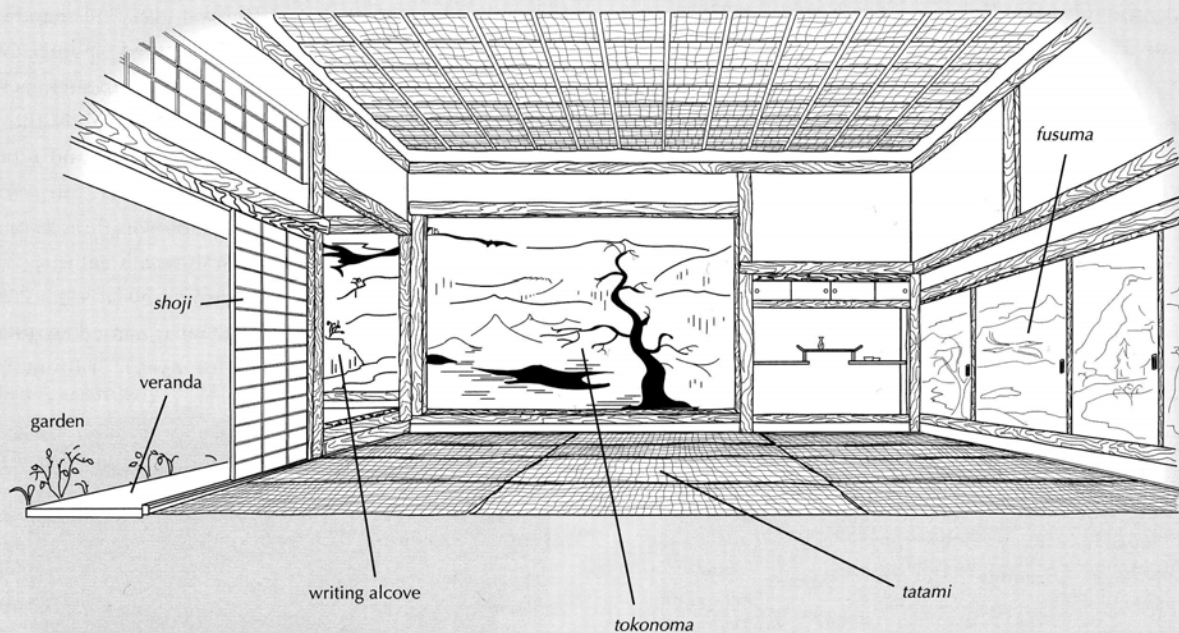 fusuma
shoji
veranda
garden
writing alcove
tatami
tokonoma